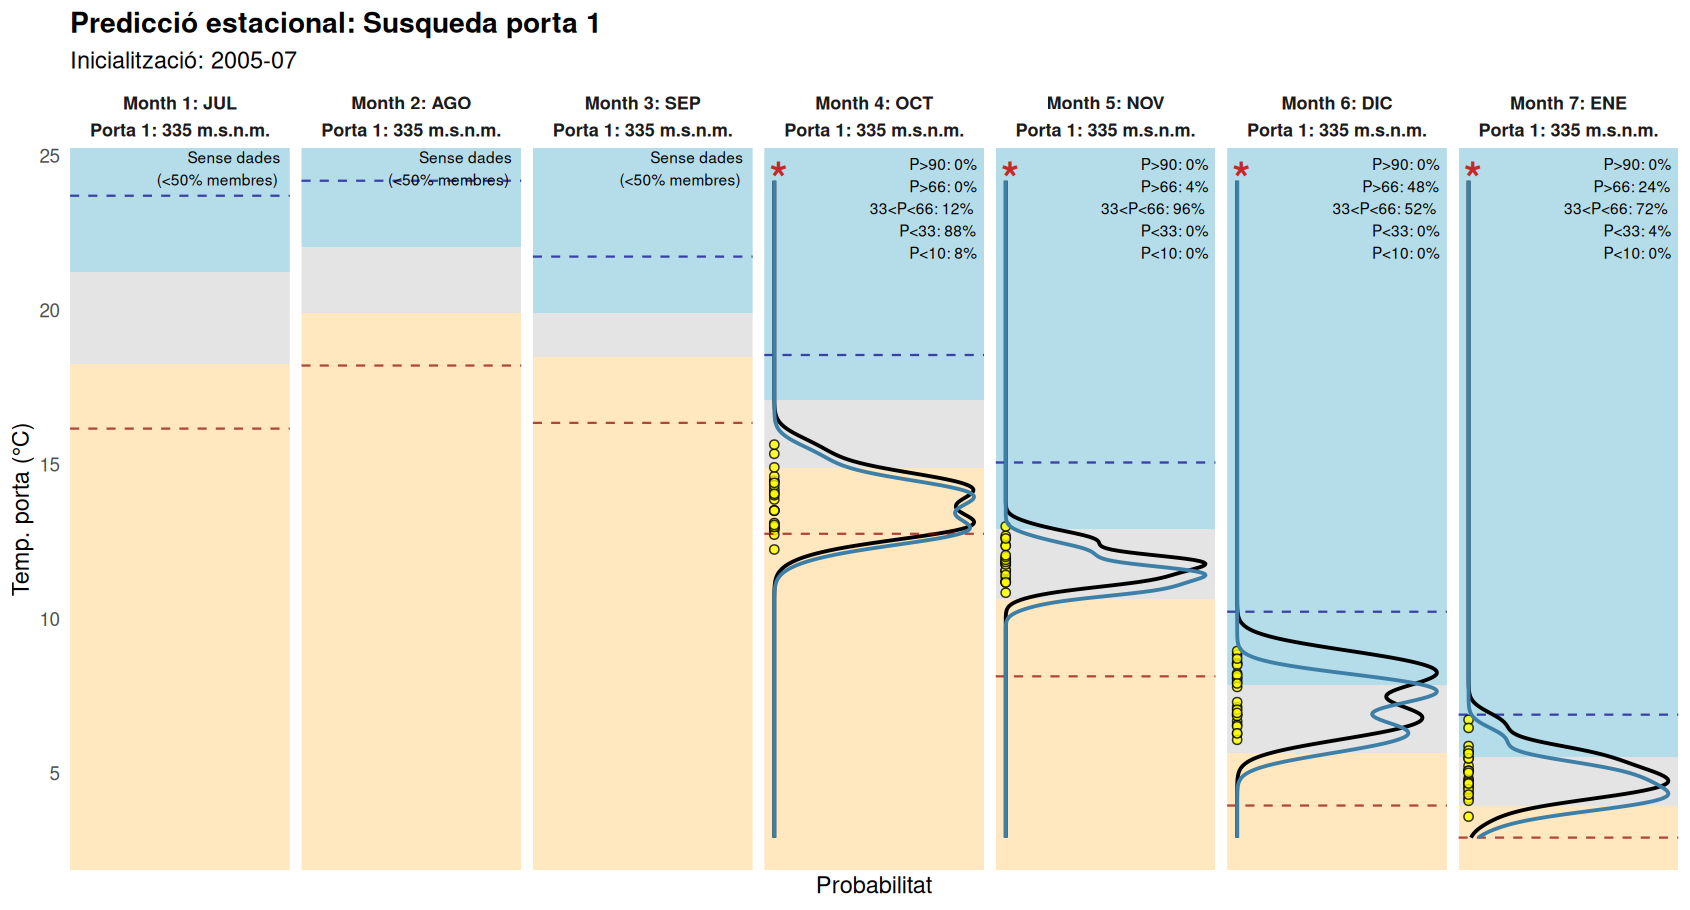 Predicció estacional: Susqueda porta 1
Inicialització: 2005-07
Month 1: JUL
Porta 1: 335 m.s.n.m.
Month 2: AGO
Porta 1: 335 m.s.n.m.
Month 3: SEP
Porta 1: 335 m.s.n.m.
Month 4: OCT
Porta 1: 335 m.s.n.m.
Month 5: NOV
Porta 1: 335 m.s.n.m.
Month 6: DIC
Porta 1: 335 m.s.n.m.
Month 7: ENE
Porta 1: 335 m.s.n.m.
Temp. porta (°C)
25
20
15
10
5
Sense dades
(<50% membres)
Sense dades
(<50% membres)
Sense dades
(<50% membres)
*
P>90: 0%
P>66: 0%
33<P<66: 12%
P<33: 88%
P<10: 8%
*
P>90: 0%
P>66: 4%
33<P<66: 96%
P<33: 0%
P<10: 0%
*
P>90: 0%
P>66: 48%
33<P<66: 52%
P<33: 0%
P<10: 0%
*
P>90: 0%
P>66: 24%
33<P<66: 72%
P<33: 4%
P<10: 0%
Probabilitat